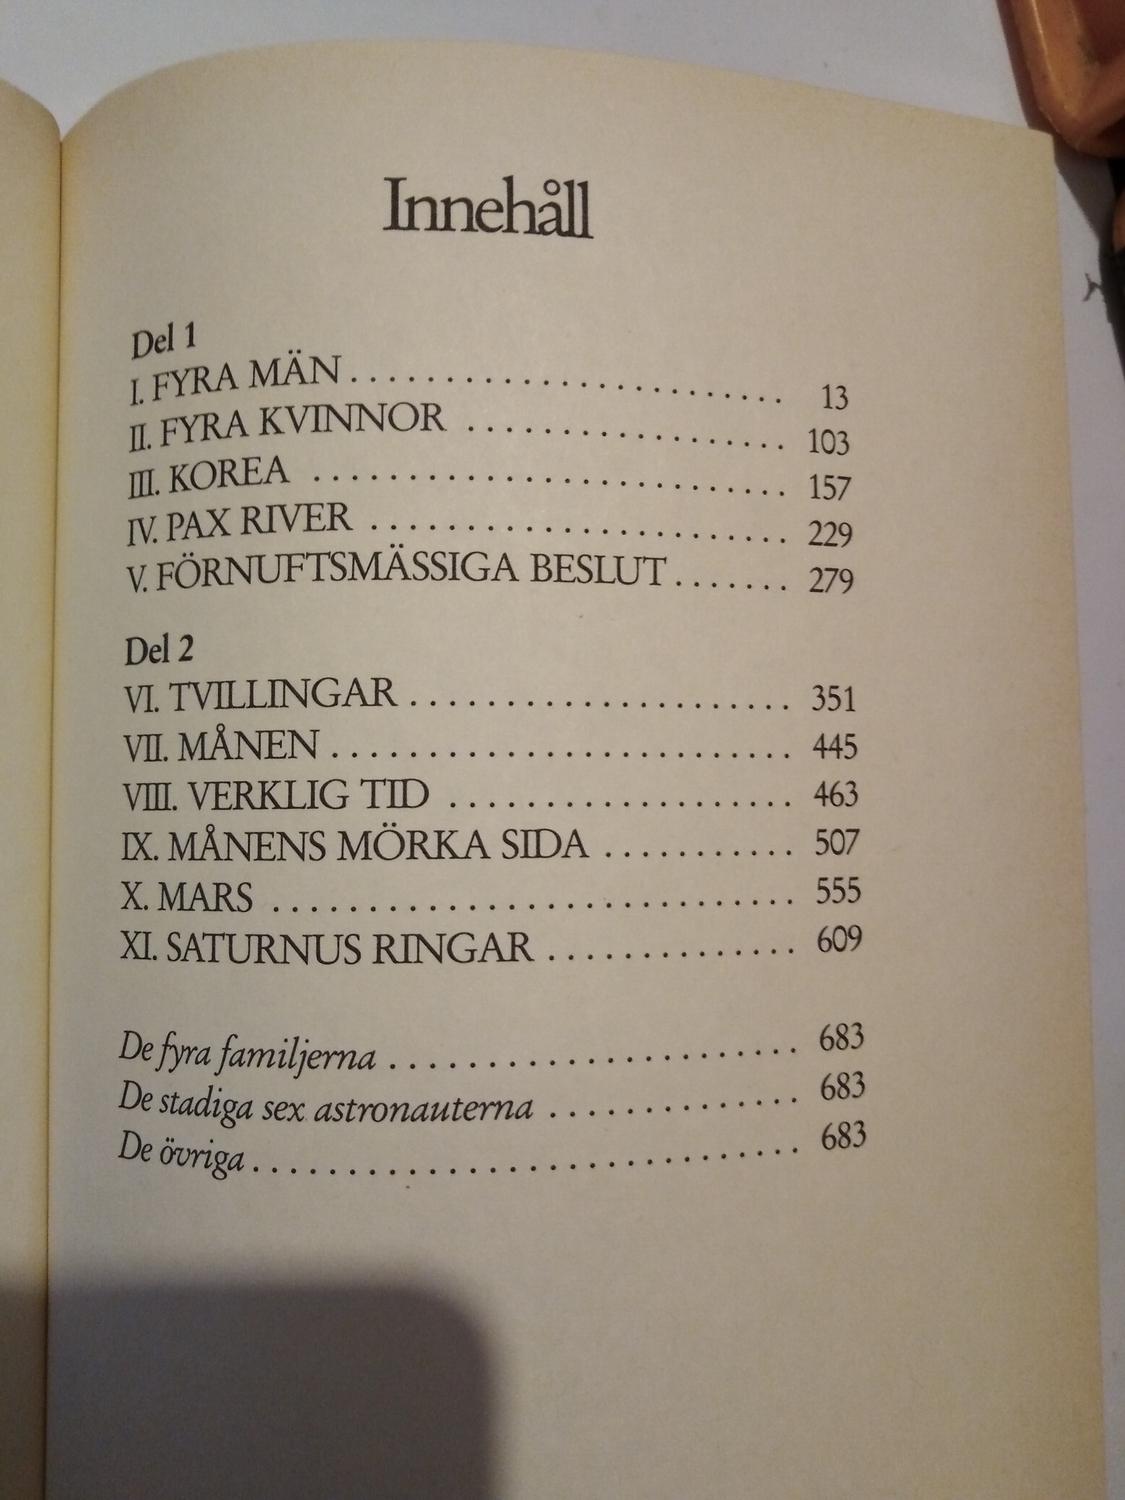 Innehåll
Del 1
I. FYRA MÄN . . . . . . . . . . . . . . . . . . . . . . . 13
II. FYRA KVINNOR . . . . . . . . . . . . . . . . . 103
III. KOREA . . . . . . . . . . . . . . . . . . . . . . . . . 157
IV. PAX RIVER . . . . . . . . . . . . . . . . . . . . . . 229
V. FÖRNUFTSMÄSSIGA BESLUT . . . . . . . 279
Del 2
VI. TVILLINGAR . . . . . . . . . . . . . . . . . . . . 351
VII. MÅNEN . . . . . . . . . . . . . . . . . . . . . . . . 445
VIII. VERKLIG TID . . . . . . . . . . . . . . . . . . 463
IX. MÅNENS MÖRKA SIDA . . . . . . . . . . 507
X. MARS . . . . . . . . . . . . . . . . . . . . . . . . . . . 555
XI. SATURNUS RINGAR . . . . . . . . . . . . . 609
De fyra familjerna . . . . . . . . . . . . . . . . . . . . . . 683
De stadiga sex astronauterna . . . . . . . . . . . . . 683
De övriga . . . . . . . . . . . . . . . . . . . . . . . . . . . . . 683